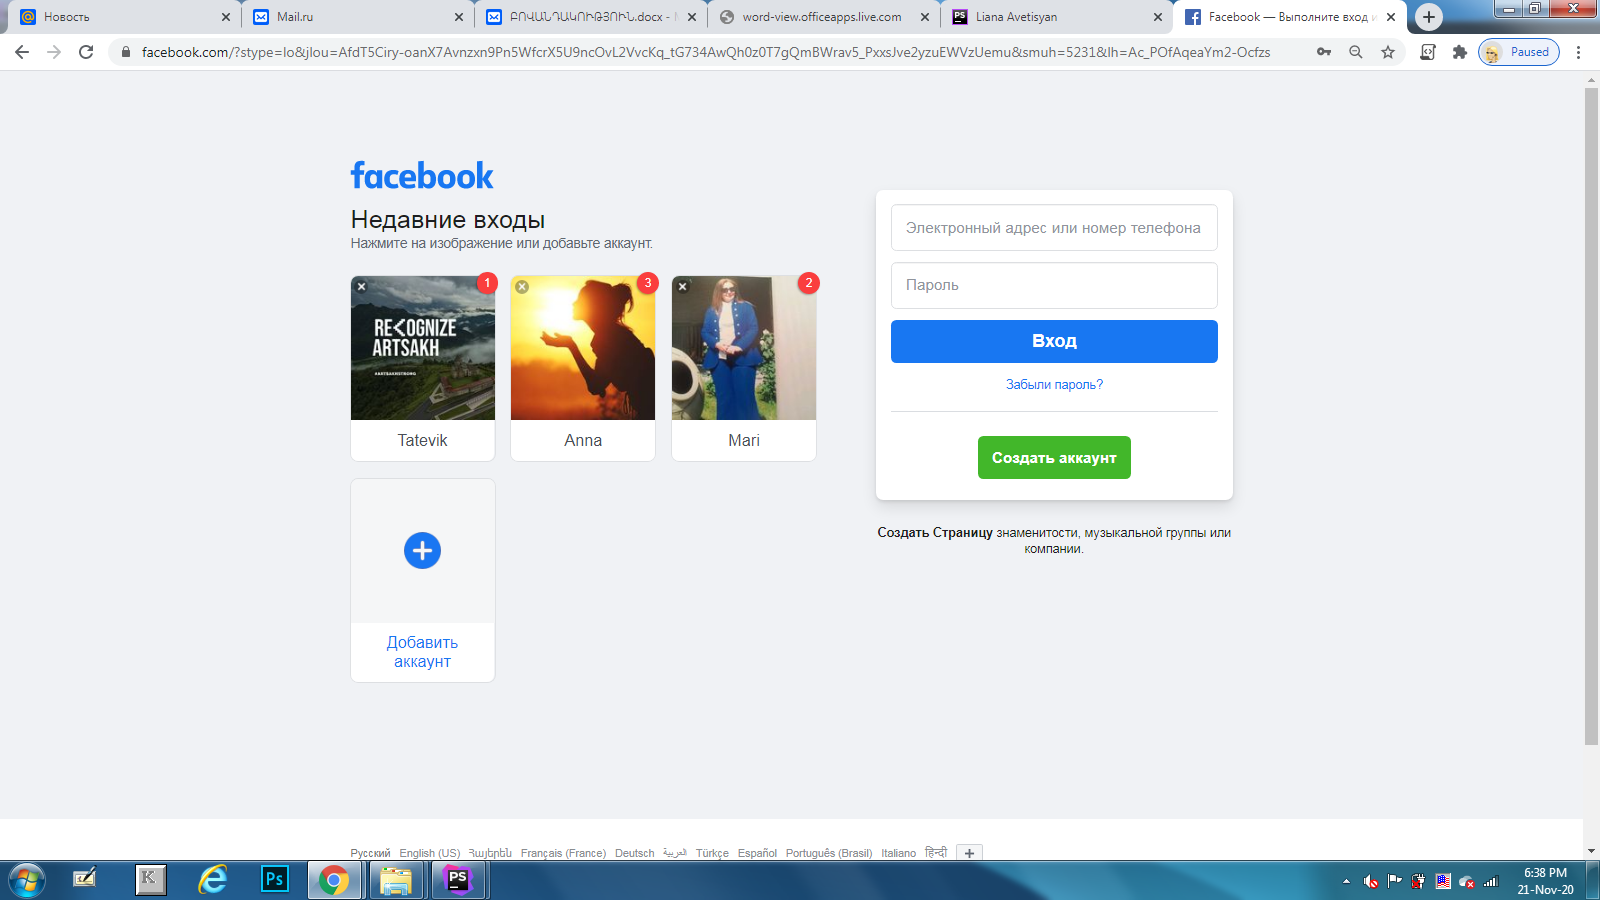 Новость
Mail.ru
ԲՈՎԱՆԴԱԿՈՒԹՅՈՒՆ.docx - M
word-view.officeapps.live.com
Liana Avetisyan
Facebook — Выполните вход и
facebook.com/?stype=lo&jlou=AfdT5Ciry-oanX7Avnzxn9Pn5WfcrX5U9ncOvL2VvcKq_tG734AwQh0z0T7gQmBWrav5_PxxsJve2yzuEWVzUemu&smuh=5231&lh=Ac_POfAqeaYm2-Ocfzs
Paused
facebook
Недавние входы
Нажмите на изображение или добавьте аккаунт.
1
3
2
RECOGNIZE
ARTSAKH
#ARTSAKHSTRONG
Tatevik
Anna
Mari
Добавить
аккаунт
Электронный адрес или номер телефона
Пароль
Вход
Забыли пароль?
Создать аккаунт
Создать Страницу знаменитости, музыкальной группы или
компании.
Русский English (US) Հայերեն Français (France) Deutsch العربية Türkçe Español Português (Brasil) Italiano हिन्दी
K
Ps
PS
6:38 PM
21-Nov-20